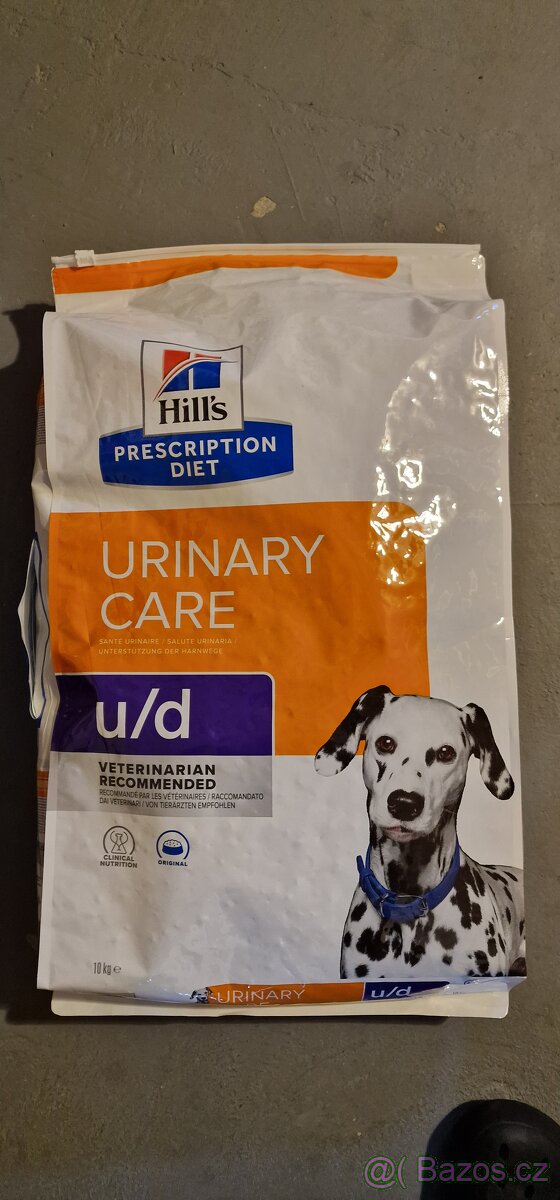 Hill's
PRESCRIPTION
DIET
URINARY
CARE
SANTÉ URINAIRE / SALUTE URINARIA /
UNTERSTÜTZUNG DER HARNWEGE
u/d
VETERINARIAN
RECOMMENDED
RECOMMANDÉ PAR LES VÉTÉRINAIRES / RACCOMANDATO
DAI VETERINARI / VON TIERÄRZTEN EMPFOHLEN
CLINICAL
NUTRITION
ORIGINAL
10 kg e
URINARY
u/d
@( Bazos.cz